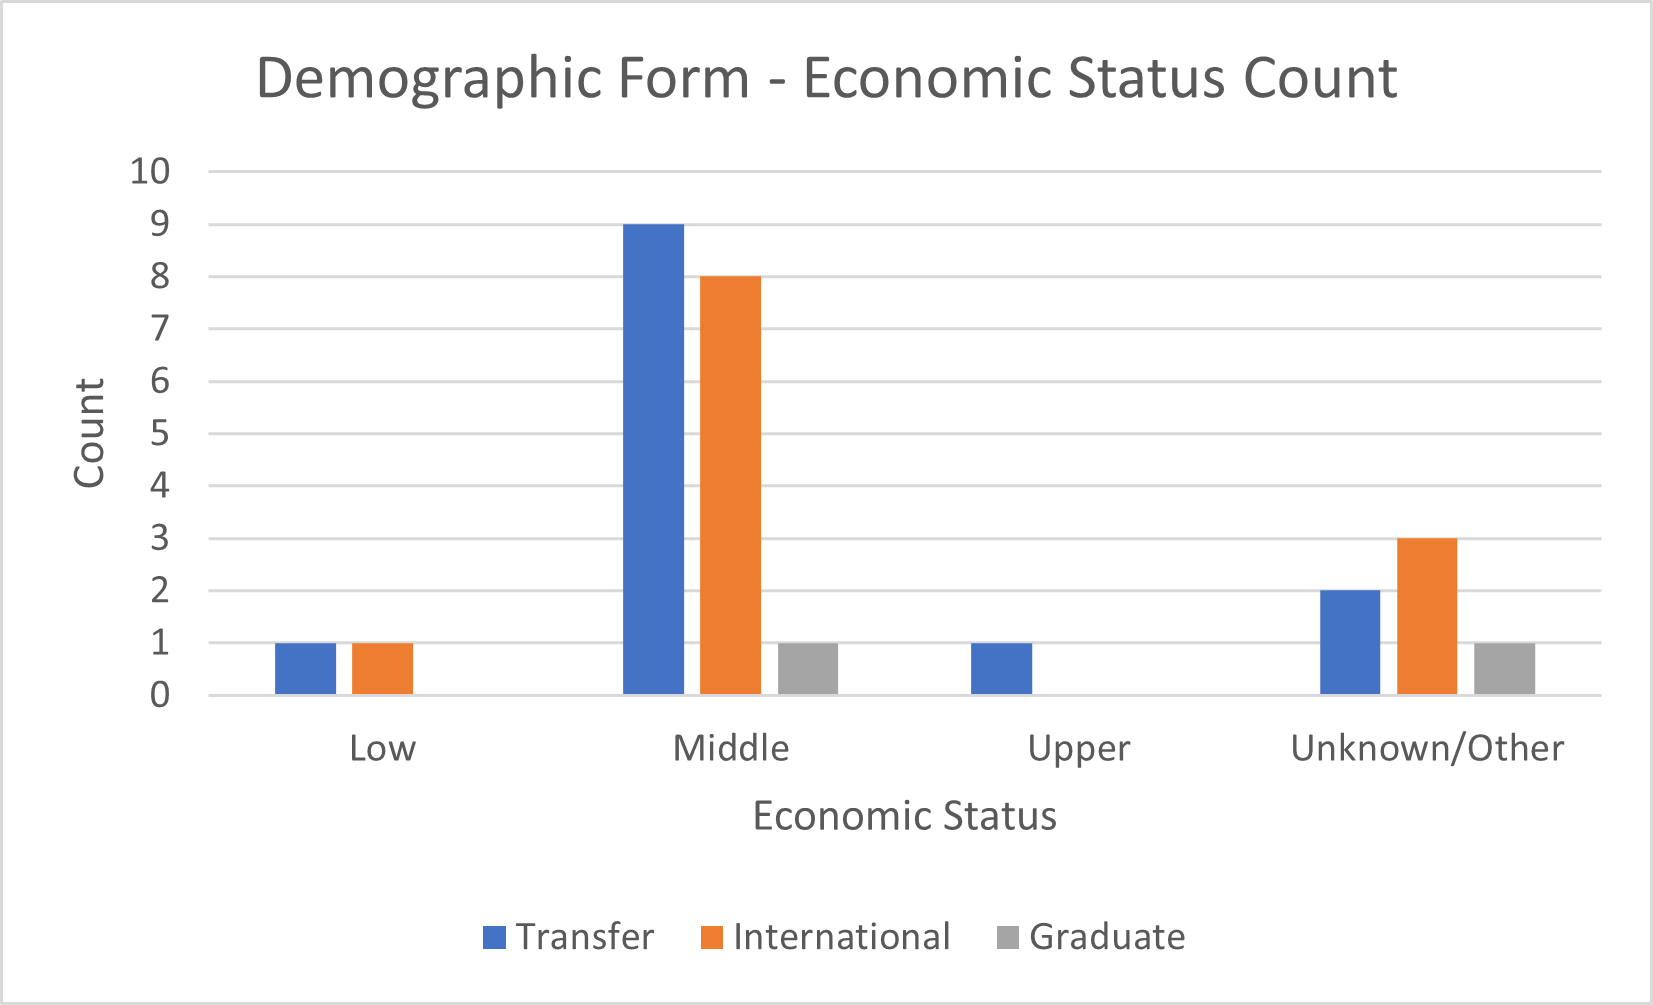 Demographic Form - Economic Status Count
10
9
8
7
6
5
4
3
2
1
0
Count
Low Middle Upper Unknown/Other
Economic Status
Transfer International Graduate